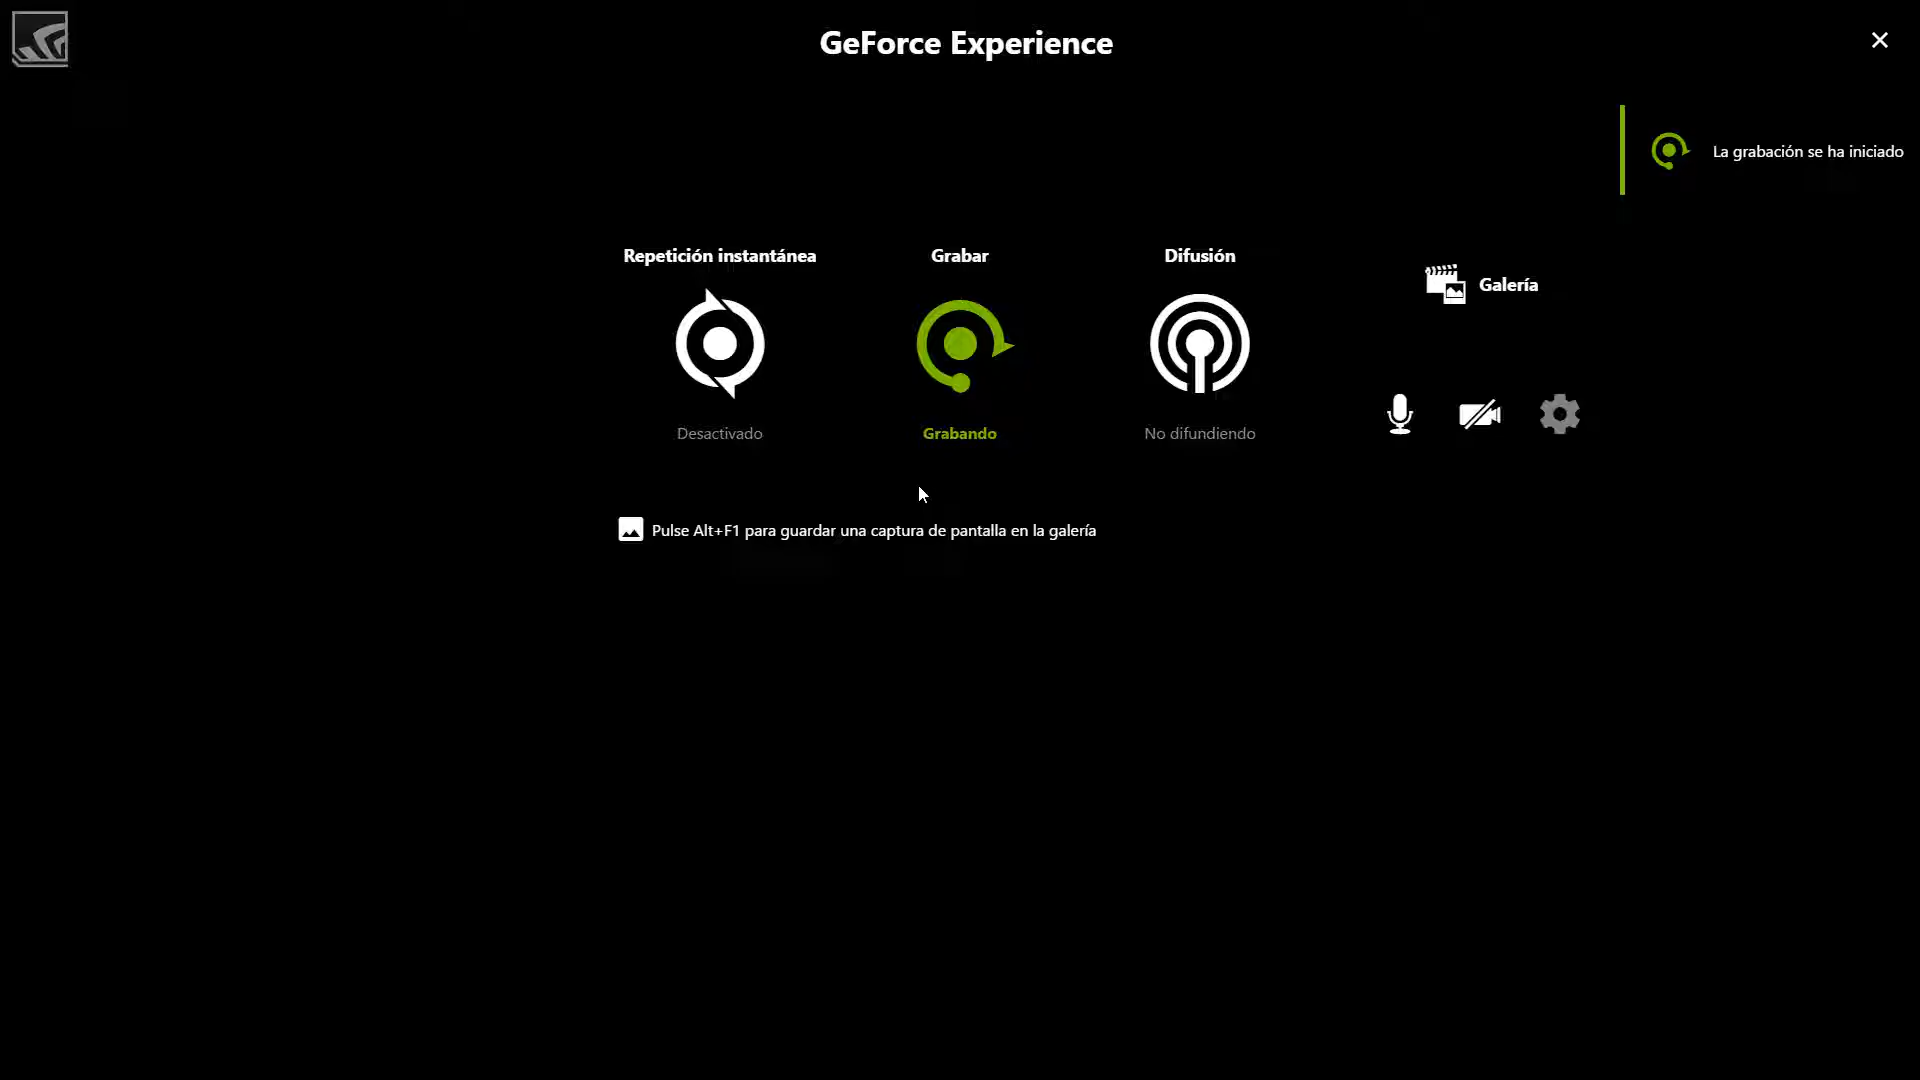 GeForce Experience
La grabación se ha iniciado
Repetición instantánea
Grabar
Difusión
Galería
Desactivado
Grabando
No difundiendo
Pulse Alt+F1 para guardar una captura de pantalla en la galería